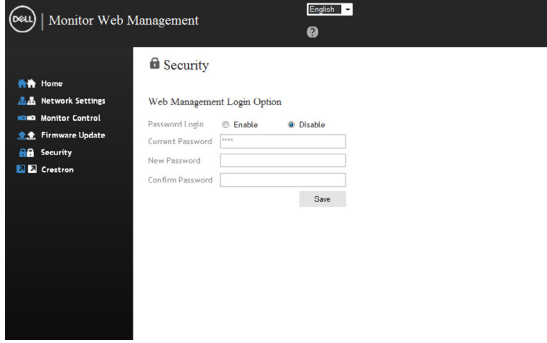 DELL Monitor Web Management
English
?
Home
Network Settings
Monitor Control
Firmware Update
Security
Crestron
Security
Web Management Login Option
Password Login Enable Disable
Current Password ****
New Password
Confirm Password
Save